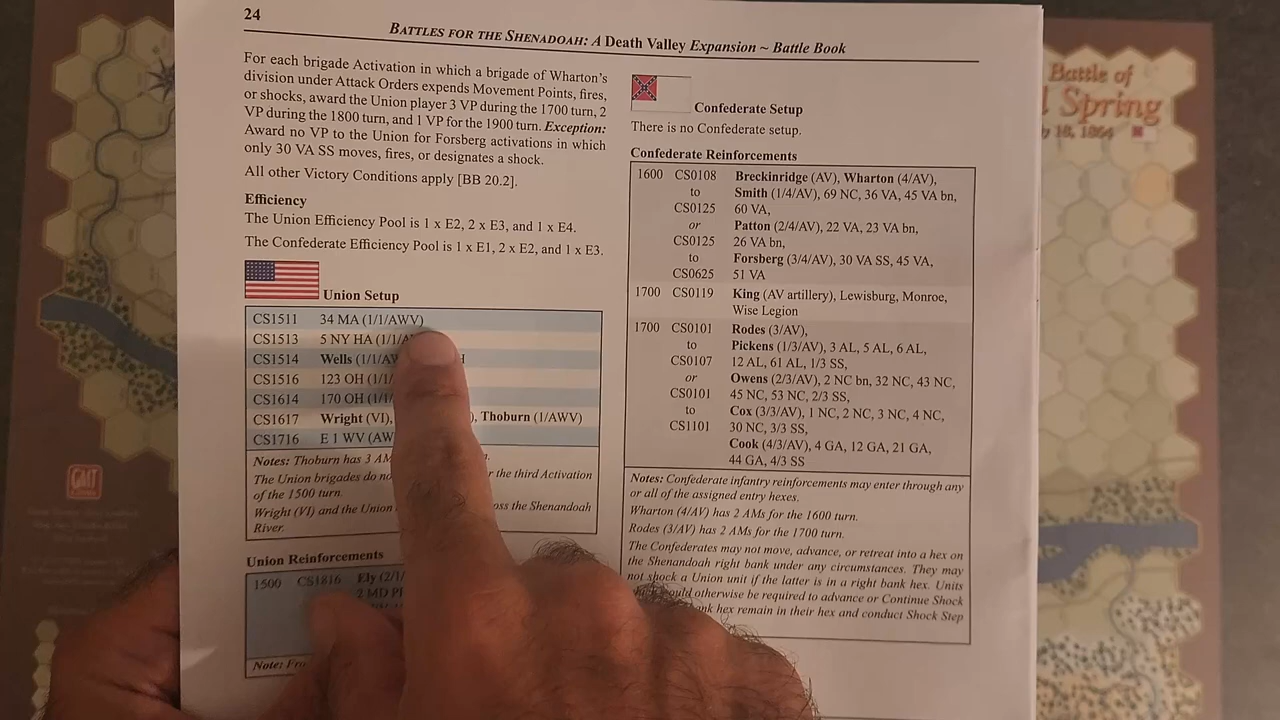 24
BATTLES FOR THE SHENADOAH: A DEATH VALLEY EXPANSION ~ BATTLE BOOK
For each brigade Activation in which a brigade of Wharton's
division under Attack Orders expends Movement Points, fires,
or shocks, award the Union player 3 VP during the 1700 turn, 2
VP during the 1800 turn, and 1 VP for the 1900 turn. Exception:
Award no VP to the Union for Forsberg activations in which
only 30 VA SS moves, fires, or designates a shock.
All other Victory Conditions apply [BB 20.2].
Efficiency
The Union Efficiency Pool is 1 x E2, 2 x E3, and 1 x E4.
The Confederate Efficiency Pool is 1 x E1, 2 x E2, and 1 x E3.
Union Setup
CS1511 34 MA (1/1/AWV)
CS1513 5 NY HA (1/1/
CS1514 Wells (1/1/AW
CS1516 123 OH (1/1/
CS1614 170 OH (1/1/
CS1617 Wright (VI), Thoburn (1/AWV)
CS1716 E 1 WV (AW
Notes: Thoburn has 3 AM
The Union brigades do no r the third Activation
of the 1500 turn.
Wright (VI) and the Union oss the Shenandoah
River.
Union Reinforcements
1500 CS1816 Ely (2/1/
2 MD P
Note: Fro
Confederate Setup
There is no Confederate setup.
Confederate Reinforcements
1600 CS0108 Breckinridge (AV), Wharton (4/AV),
to Smith (1/4/AV), 69 NC, 36 VA, 45 VA bn,
CS0125 60 VA,
or Patton (2/4/AV), 22 VA, 23 VA bn,
CS0125 26 VA bn,
to Forsberg (3/4/AV), 30 VA SS, 45 VA,
CS0625 51 VA
1700 CS0119 King (AV artillery), Lewisburg, Monroe,
Wise Legion
1700 CS0101 Rodes (3/AV),
to Pickens (1/3/AV), 3 AL, 5 AL, 6 AL,
CS0107 12 AL, 61 AL, 1/3 SS,
or Owens (2/3/AV), 2 NC bn, 32 NC, 43 NC,
CS0101 45 NC, 53 NC, 2/3 SS,
to Cox (3/3/AV), 1 NC, 2 NC, 3 NC, 4 NC,
CS1101 30 NC, 3/3 SS,
Cook (4/3/AV), 4 GA, 12 GA, 21 GA,
44 GA, 4/3 SS
Notes: Confederate infantry reinforcements may enter through any
or all of the assigned entry hexes.
Wharton (4/AV) has 2 AMs for the 1600 turn.
Rodes (3/AV) has 2 AMs for the 1700 turn.
The Confederates may not move, advance, or retreat into a hex on
the Shenandoah right bank under any circumstances. They may
not shock a Union unit if the latter is in a right bank hex. Units
would otherwise be required to advance or Continue Shock
hex remain in their hex and conduct Shock Step
Battle of
Spring
18, 1864
GMT